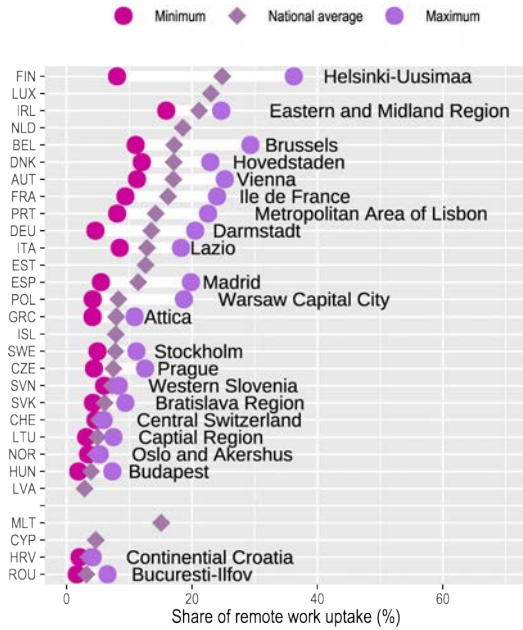 Minimum National average Maximum
FIN Helsinki-Uusimaa
LUX
IRL Eastern and Midland Region
NLD
BEL Brussels
DNK Hovedstaden
AUT Vienna
FRA Ile de France
PRT Metropolitan Area of Lisbon
DEU Darmstadt
ITA Lazio
EST
ESP Madrid
POL Warsaw Capital City
GRC Attica
ISL
SWE Stockholm
CZE Prague
SVN Western Slovenia
SVK Bratislava Region
CHE Central Switzerland
LTU Captial Region
NOR Oslo and Akershus
HUN Budapest
LVA
MLT
CYP
HRV Continental Croatia
ROU Bucuresti-Ilfov
0 20 40 60
Share of remote work uptake (%)